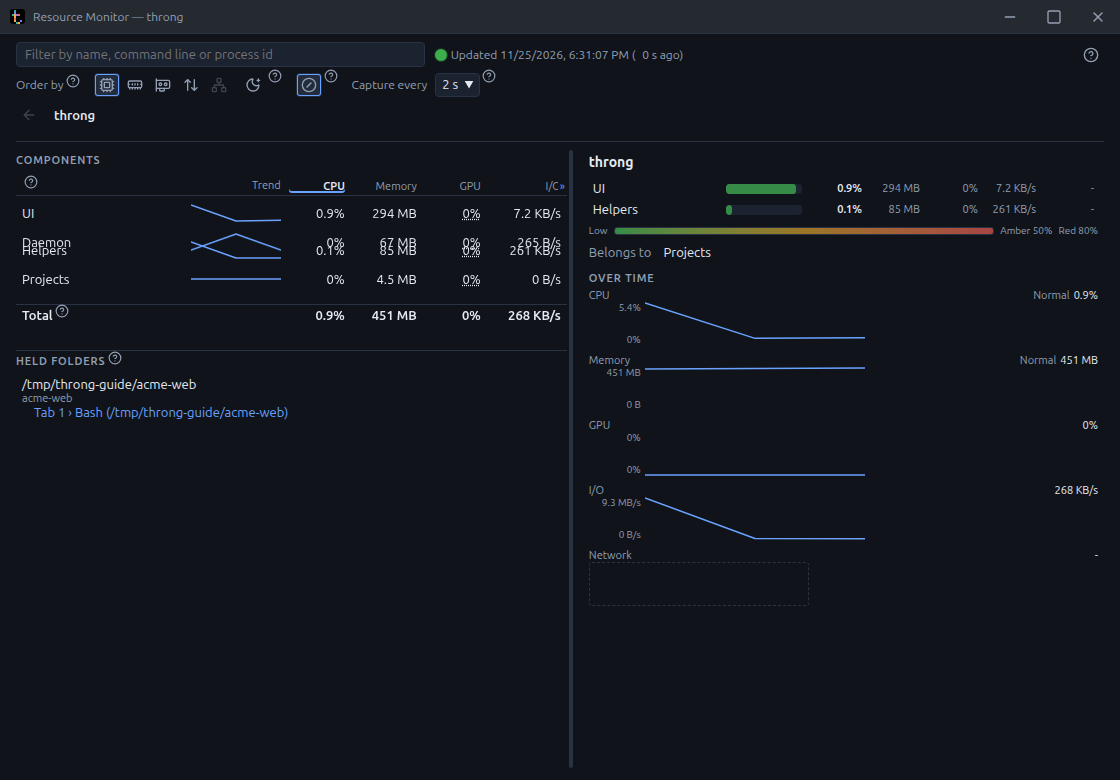 Resource Monitor — throng
Filter by name, command line or process id
Updated 11/25/2026, 6:31:07 PM ( 0 s ago)
Order by
Capture every
2 s
throng
COMPONENTS
Trend CPU Memory GPU I/C»
UI 0.9% 294 MB 0% 7.2 KB/s
Daemon 0% 67 MB 0% 265 B/s
Helpers 0.1% 85 MB 0% 261 KB/s
Projects 0% 4.5 MB 0% 0 B/s
Total 0.9% 451 MB 0% 268 KB/s
HELD FOLDERS
/tmp/throng-guide/acme-web
acme-web
Tab 1 › Bash (/tmp/throng-guide/acme-web)
throng
UI 0.9% 294 MB 0% 7.2 KB/s -
Helpers 0.1% 85 MB 0% 261 KB/s -
Low Amber 50% Red 80%
Belongs to Projects
OVER TIME
CPU Normal 0.9%
5.4%
0%
Memory Normal 451 MB
451 MB
0 B
GPU 0%
0%
0%
I/O 268 KB/s
9.3 MB/s
0 B/s
Network -